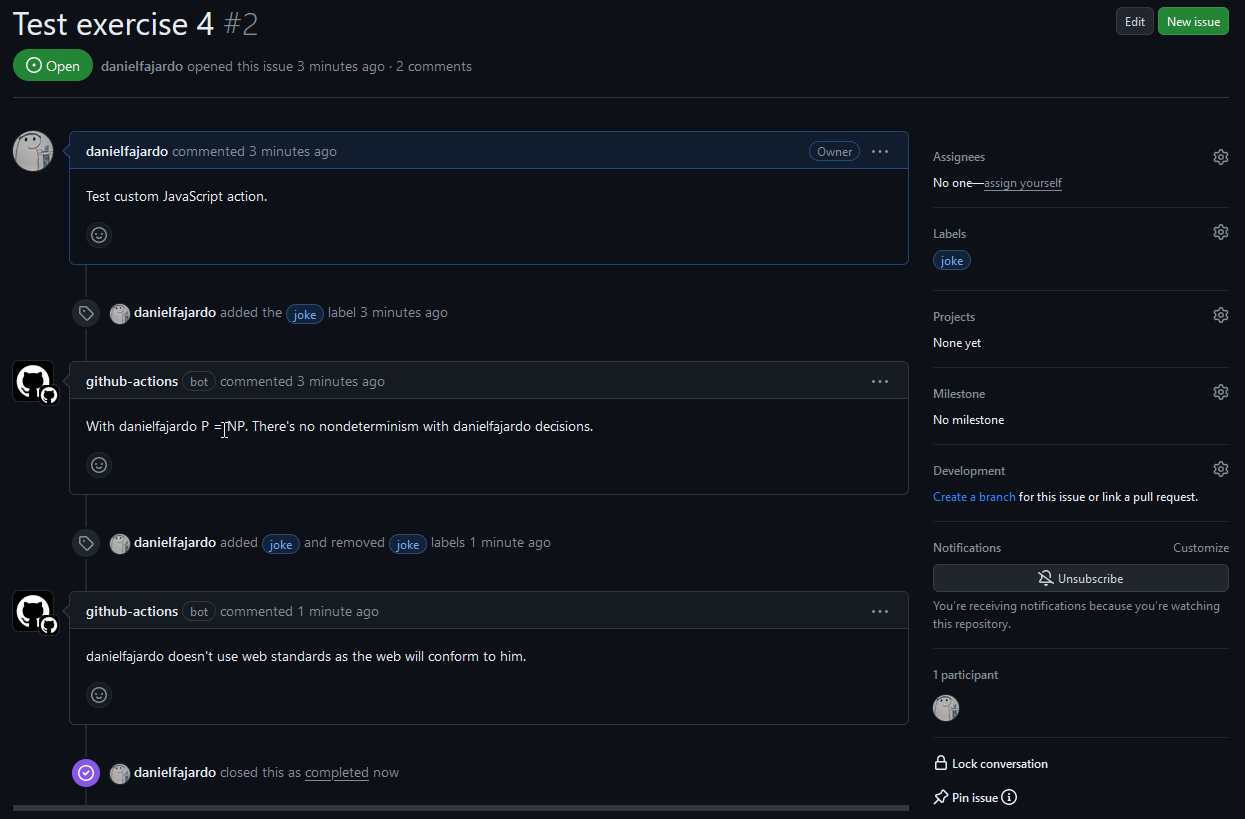 Test exercise 4 #2
Edit
New issue
Open
danielfajardo opened this issue 3 minutes ago · 2 comments
danielfajardo commented 3 minutes ago
Owner
Test custom JavaScript action.
danielfajardo added the joke label 3 minutes ago
github-actions bot commented 3 minutes ago
With danielfajardo P = NP. There's no nondeterminism with danielfajardo decisions.
danielfajardo added joke and removed joke labels 1 minute ago
github-actions bot commented 1 minute ago
danielfajardo doesn't use web standards as the web will conform to him.
danielfajardo closed this as completed now
Assignees
No one—assign yourself
Labels
joke
Projects
None yet
Milestone
No milestone
Development
Create a branch for this issue or link a pull request.
Notifications
Customize
Unsubscribe
You're receiving notifications because you're watching
this repository.
1 participant
Lock conversation
Pin issue